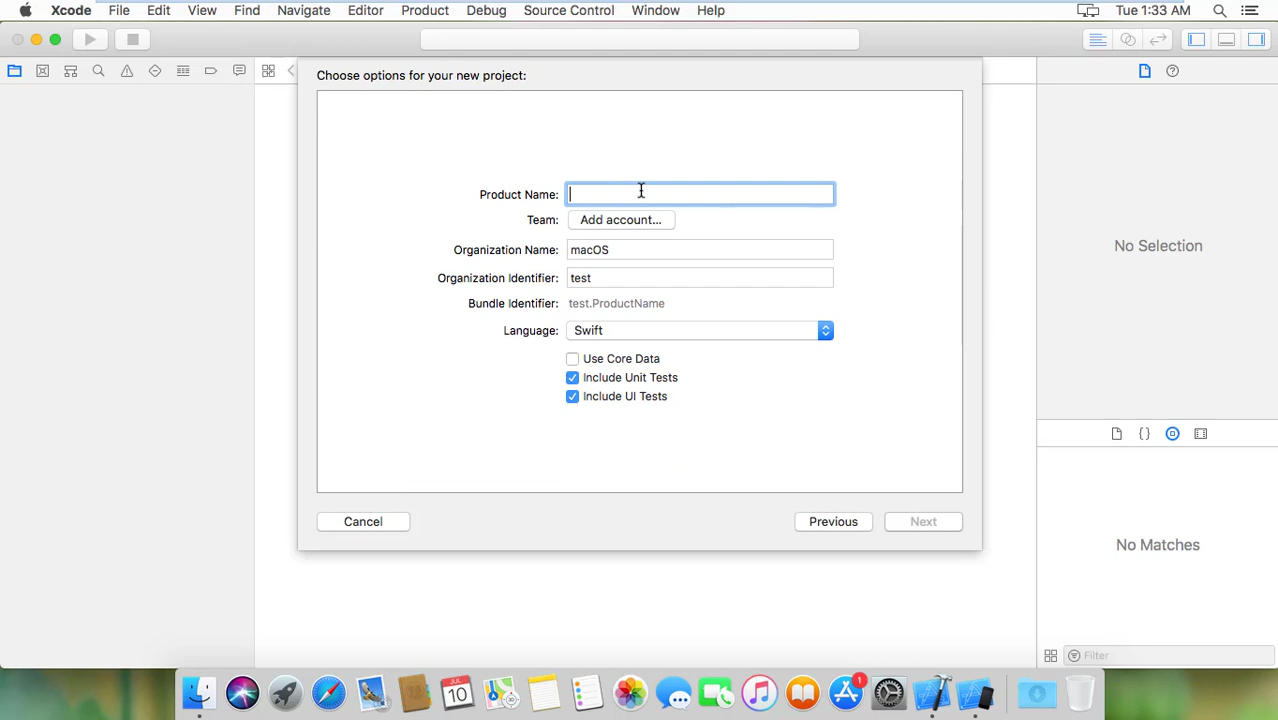 Xcode File Edit View Find Navigate Editor Product Debug Source Control Window Help Tue 1:33 AM
Choose options for your new project:
Product Name:
Team: Add account...
Organization Name: macOS
Organization Identifier: test
Bundle Identifier: test.ProductName
Language: Swift
Use Core Data
Include Unit Tests
Include UI Tests
Cancel Previous Next
No Selection
No Matches
Filter
JUL
10
1